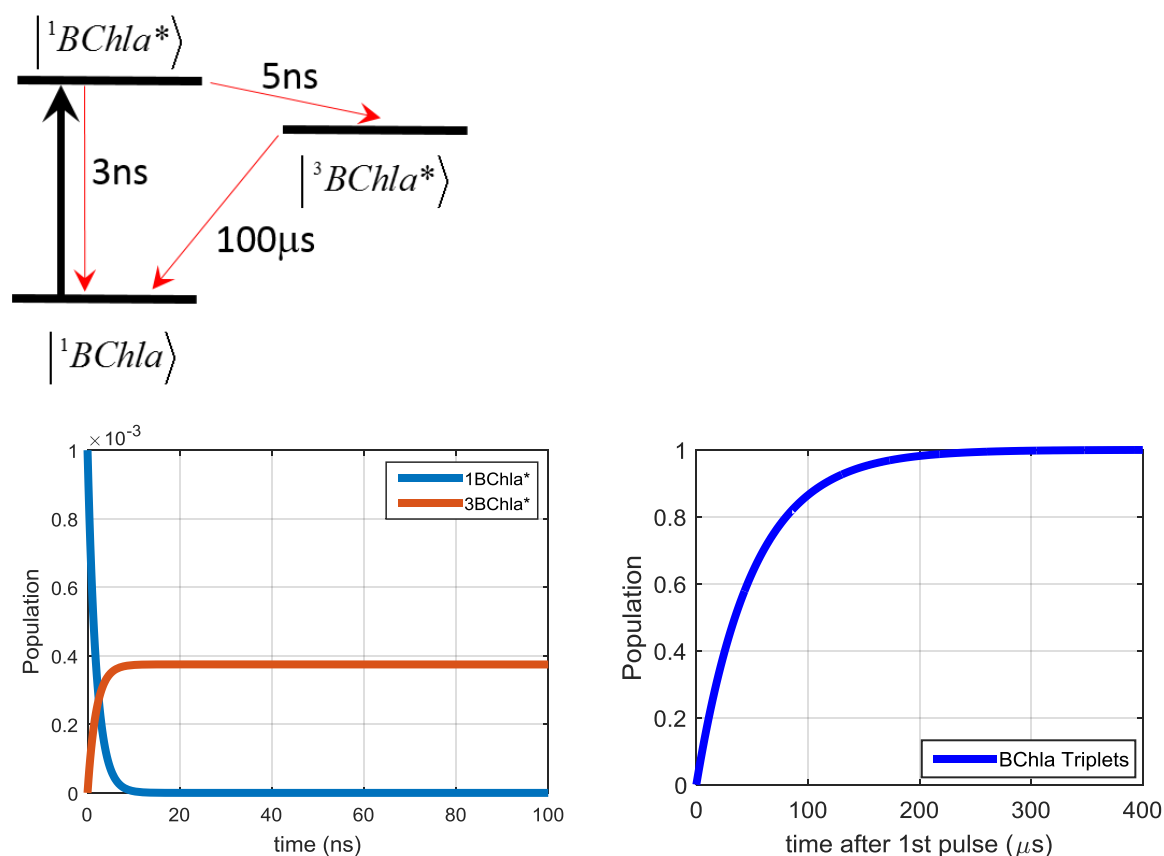 |¹BChla*⟩
5ns
3ns
|³BChla*⟩
100μs
|¹BChla⟩
× 10⁻³
1
0.8
0.6
0.4
0.2
0
Population
1BChla*
3BChla*
0 20 40 60 80 100
time (ns)
1
0.8
0.6
0.4
0.2
0
Population
BChla Triplets
0 100 200 300 400
time after 1st pulse (μs)